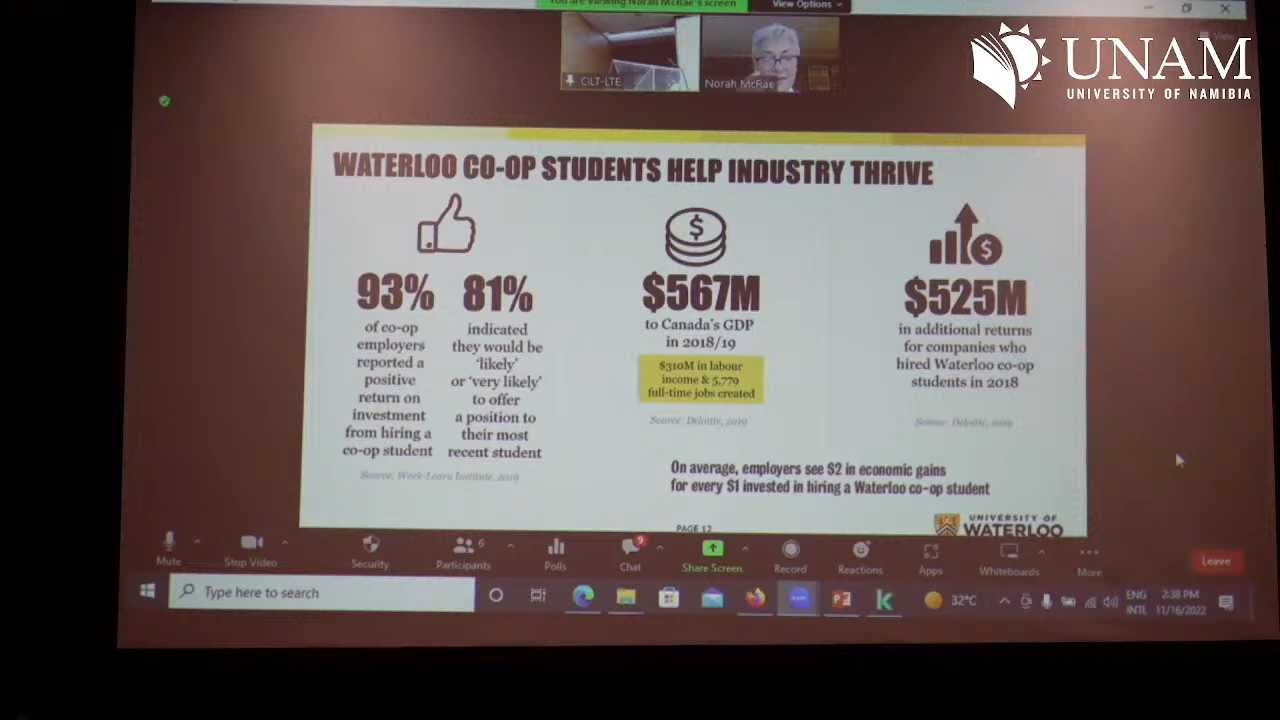 You are viewing Norah McRae's screen
View Options
View
UNAM
UNIVERSITY OF NAMIBIA
CILT-LTE
Norah McRae
WATERLOO CO-OP STUDENTS HELP INDUSTRY THRIVE
93%
of co-op
employers
reported a
positive
return on
investment
from hiring a
co-op student
81%
indicated
they would be
'likely'
or 'very likely'
to offer
a position to
their most
recent student
Source: Work-Learn Institute, 2019
$
$567M
to Canada's GDP
in 2018/19
$310M in labour
income & 5,779
full-time jobs created
Source: Deloitte, 2019
$
$525M
in additional returns
for companies who
hired Waterloo co-op
students in 2018
Source: Deloitte, 2019
On average, employers see $2 in economic gains
for every $1 invested in hiring a Waterloo co-op student
PAGE 12
UNIVERSITY OF
WATERLOO
Mute
Stop Video
Security
6
Participants
Polls
9
Chat
Share Screen
Record
Reactions
Apps
Whiteboards
More
Leave
Type here to search
32°C
ENG
INTL
2:38 PM
11/16/2022